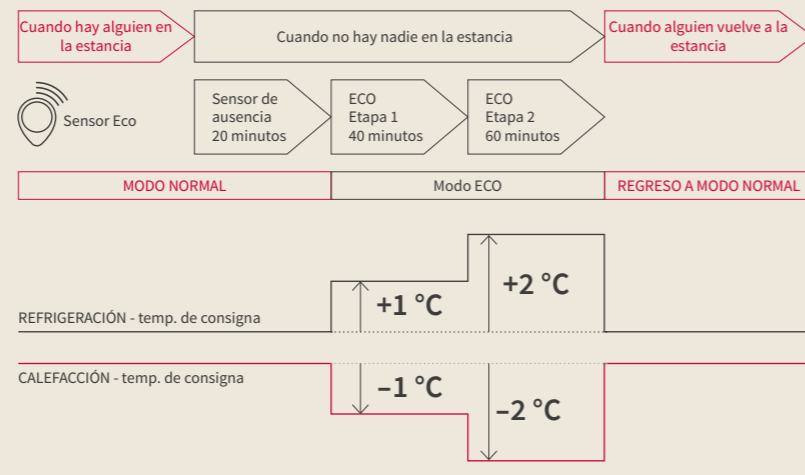 Cuando hay alguien en
la estancia
Cuando no hay nadie en la estancia
Cuando alguien vuelve a la
estancia
Sensor Eco
Sensor de
ausencia
20 minutos
ECO
Etapa 1
40 minutos
ECO
Etapa 2
60 minutos
MODO NORMAL
Modo ECO
REGRESO A MODO NORMAL
+1 °C
+2 °C
REFRIGERACIÓN - temp. de consigna
CALEFACCIÓN - temp. de consigna
–1 °C
–2 °C